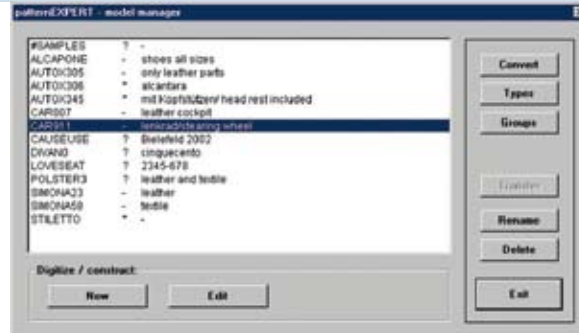 patternEXPERT - model manager
#SAMPLES ? -
ALCAPONE - shoes all sizes
AUTOX305 - only leather parts
AUTOX306 * alcantara
AUTOX345 * mit Kopfstützen/ head rest included
CAR007 - leather cockpit
CAR911 - lenkrad/stearing wheel
CAUSEUSE ? Bielefeld 2002
DIVANO ? cinquecento
LOVESEAT ? 2345-678
POLSTER3 ? leather and textile
SIMONA23 - leather
SIMONA58 - textile
STILETTO * -
Convert
Types
Groups
Transfer
Rename
Delete
Exit
Digitize / construct:
New
Edit